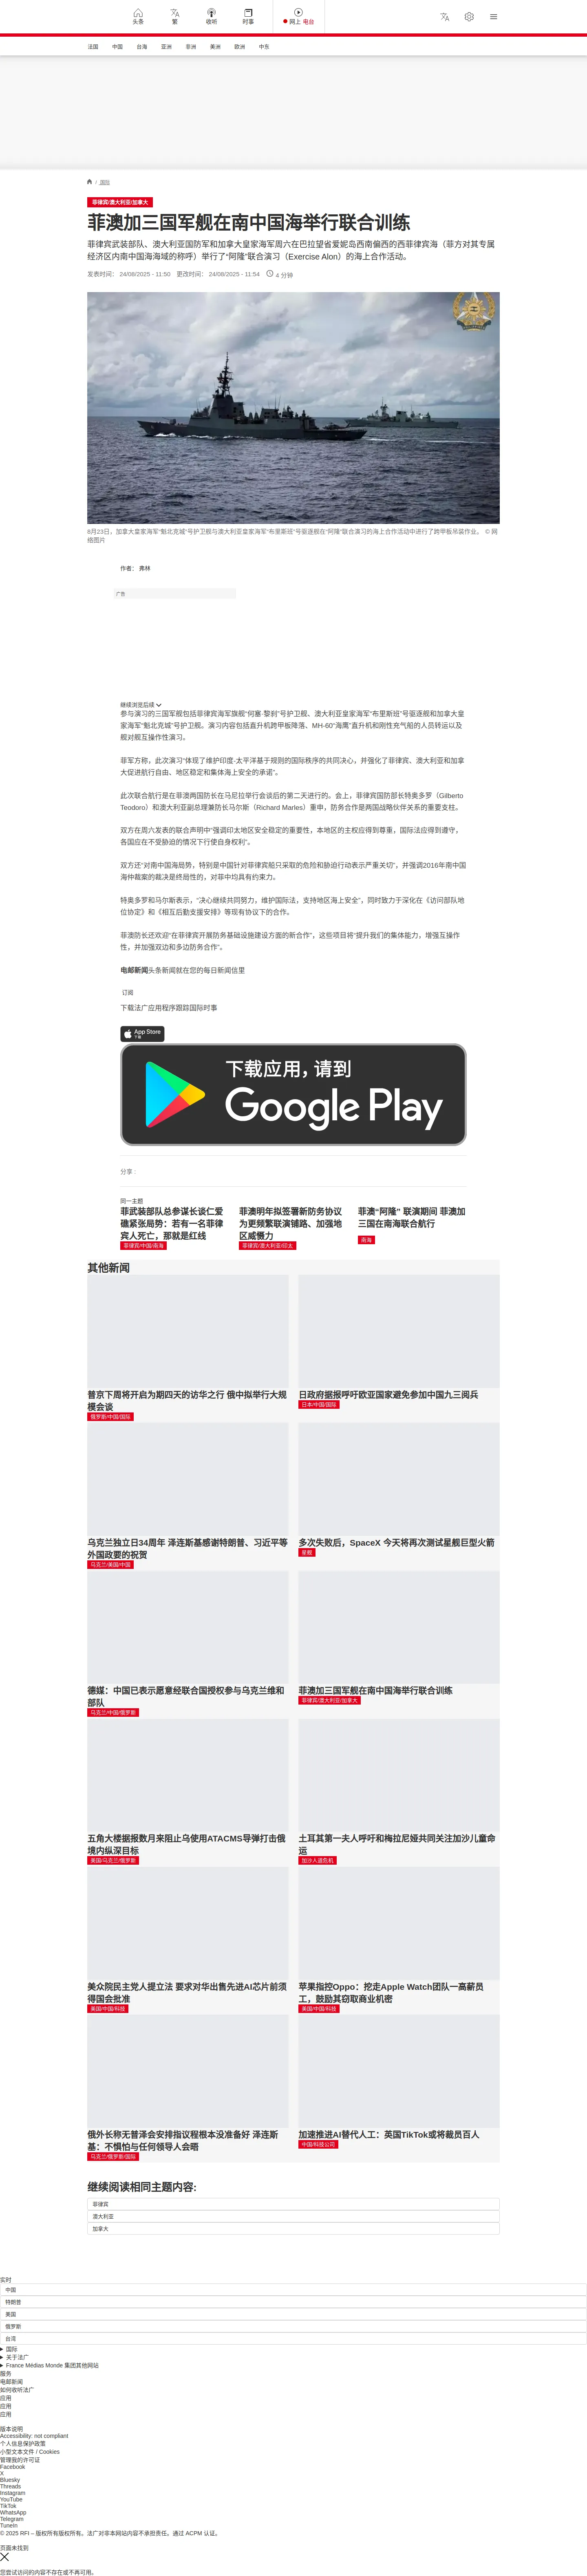 头条
繁
收听
时事
网上 电台
法国 中国 台海 亚洲 非洲 美洲 欧洲 中东
/ 国际
菲律宾/澳大利亚/加拿大
菲澳加三国军舰在南中国海举行联合训练
菲律宾武装部队、澳大利亚国防军和加拿大皇家海军周六在巴拉望省爱妮岛西南偏西的西菲律宾海（菲方对其专属
经济区内南中国海海域的称呼）举行了“阿隆”联合演习（Exercise Alon）的海上合作活动。
发表时间： 24/08/2025 - 11:50 更改时间： 24/08/2025 - 11:54 4 分钟
8月23日，加拿大皇家海军“魁北克城”号护卫舰与澳大利亚皇家海军“布里斯班”号驱逐舰在“阿隆”联合演习的海上合作活动中进行了跨甲板吊装作业。 © 网
络图片
作者： 弗林
广告
继续浏览后续
参与演习的三国军舰包括菲律宾海军旗舰“何塞·黎刹”号护卫舰、澳大利亚皇家海军“布里斯班”号驱逐舰和加拿大皇
家海军“魁北克城”号护卫舰。演习内容包括直升机跨甲板降落、MH-60“海鹰”直升机和刚性充气船的人员转运以及
舰对舰互操作性演习。
菲军方称，此次演习“体现了维护印度-太平洋基于规则的国际秩序的共同决心，并强化了菲律宾、澳大利亚和加拿
大促进航行自由、地区稳定和集体海上安全的承诺”。
此次联合航行是在菲澳两国防长在马尼拉举行会谈后的第二天进行的。会上，菲律宾国防部长特奥多罗（Gilberto
Teodoro）和澳大利亚副总理兼防长马尔斯（Richard Marles）重申，防务合作是两国战略伙伴关系的重要支柱。
双方在周六发表的联合声明中“强调印太地区安全稳定的重要性，本地区的主权应得到尊重，国际法应得到遵守，
各国应在不受胁迫的情况下行使自身权利”。
双方还“对南中国海局势，特别是中国针对菲律宾船只采取的危险和胁迫行动表示严重关切”，并强调2016年南中国
海仲裁案的裁决是终局性的，对菲中均具有约束力。
特奥多罗和马尔斯表示，“决心继续共同努力，维护国际法，支持地区海上安全”，同时致力于深化在《访问部队地
位协定》和《相互后勤支援安排》等现有协议下的合作。
菲澳防长还欢迎“在菲律宾开展防务基础设施建设方面的新合作”，这些项目将“提升我们的集体能力，增强互操作
性，并加强双边和多边防务合作”。
电邮新闻头条新闻就在您的每日新闻信里
订阅
下载法广应用程序跟踪国际时事
App Store
下载
下载应用，请到
Google Play
分享 :
同一主题
菲武装部队总参谋长谈仁爱
礁紧张局势：若有一名菲律
宾人死亡，那就是红线
菲律宾/中国/南海
菲澳明年拟签署新防务协议
为更频繁联演铺路、加强地
区威慑力
菲律宾/澳大利亚/印太
菲澳“阿隆” 联演期间 菲澳加
三国在南海联合航行
南海
其他新闻
普京下周将开启为期四天的访华之行 俄中拟举行大规
模会谈
俄罗斯/中国/国际
日政府据报呼吁欧亚国家避免参加中国九三阅兵
日本/中国/国际
乌克兰独立日34周年 泽连斯基感谢特朗普、习近平等
外国政要的祝贺
乌克兰/美国/中国
多次失败后，SpaceX 今天将再次测试星舰巨型火箭
星舰
德媒：中国已表示愿意经联合国授权参与乌克兰维和
部队
乌克兰/中国/俄罗斯
菲澳加三国军舰在南中国海举行联合训练
菲律宾/澳大利亚/加拿大
五角大楼据报数月来阻止乌使用ATACMS导弹打击俄
境内纵深目标
美国/乌克兰/俄罗斯
土耳其第一夫人呼吁和梅拉尼娅共同关注加沙儿童命
运
加沙人道危机
美众院民主党人提立法 要求对华出售先进AI芯片前须
得国会批准
美国/中国/科技
苹果指控Oppo：挖走Apple Watch团队一高薪员
工，鼓励其窃取商业机密
美国/中国/科技
俄外长称无普泽会安排指议程根本没准备好 泽连斯
基：不惧怕与任何领导人会晤
乌克兰/俄罗斯/国际
加速推进AI替代人工：英国TikTok或将裁员百人
中国/科技公司
继续阅读相同主题内容:
菲律宾
澳大利亚
加拿大
实时
中国
特朗普
美国
俄罗斯
台湾
国际
关于法广
France Médias Monde 集团其他网站
服务
电邮新闻
如何收听法广
应用
应用
应用
版本说明
Accessibility: not compliant
个人信息保护政策
小型文本文件 / Cookies
管理我的许可证
Facebook
X
Bluesky
Threads
Instagram
YouTube
TikTok
WhatsApp
Telegram
TuneIn
© 2025 RFI – 版权所有版权所有。法广对非本网站内容不承担责任。通过 ACPM 认证。
页面未找到
您尝试访问的内容不存在或不再可用。